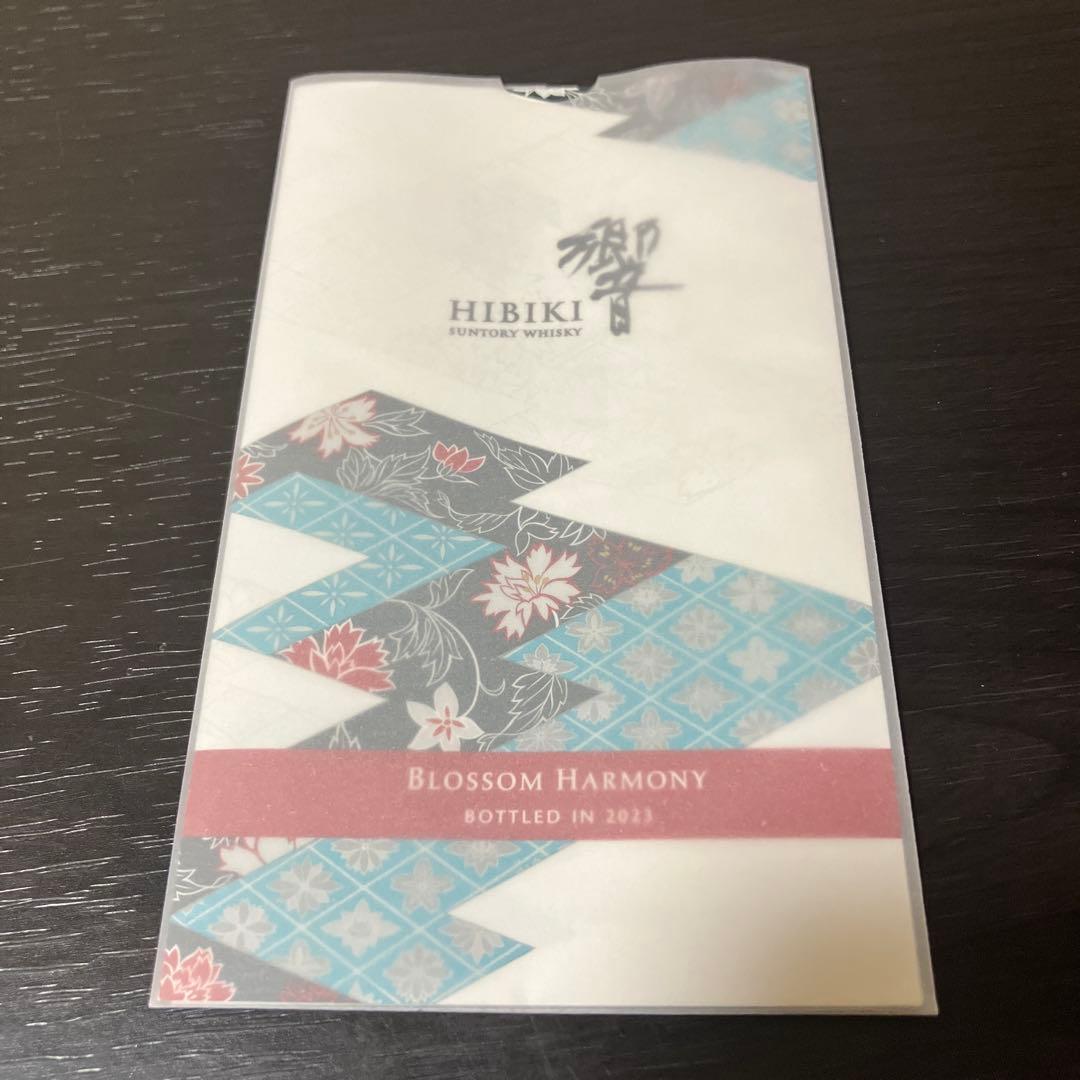 響
HIBIKI
SUNTORY WHISKY
BLOSSOM HARMONY
BOTTLED IN 2023